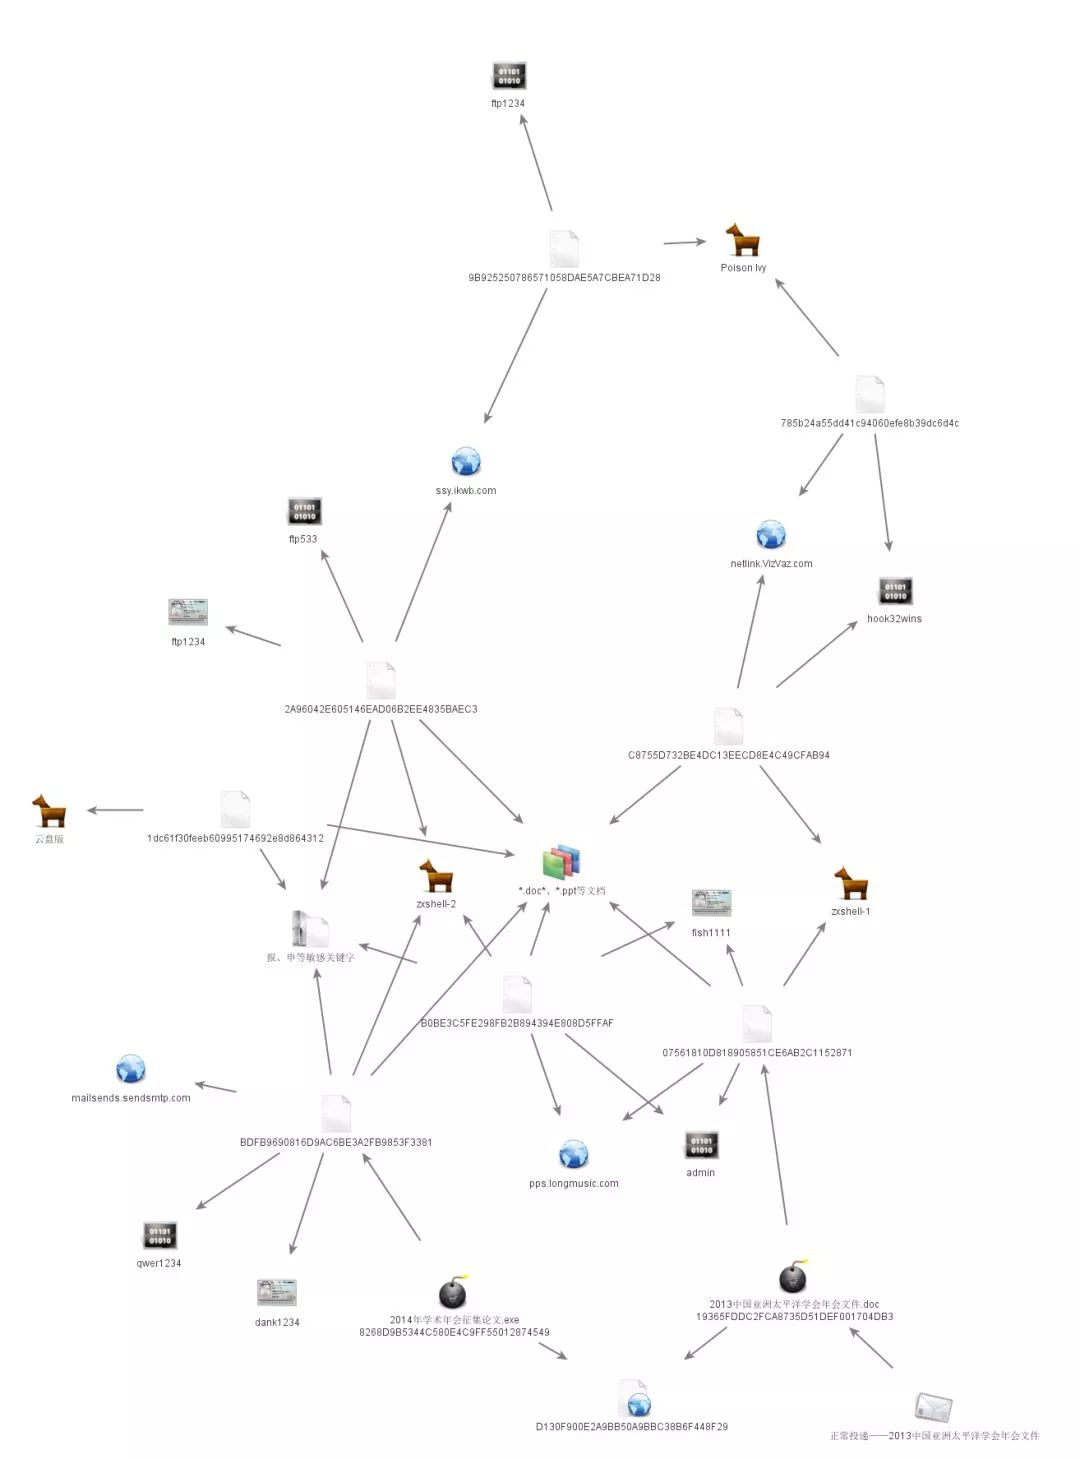 01101
01010
ftp1234
9B925250786571058DAE5A7CBEA71D28
Poison Ivy
785b24a55dd41c94060efe8b39dc6d4c
ssy.ikwb.com
01101
01010
ftp533
netlink.VizVaz.com
01101
01010
hook32wins
ftp1234
2A96042E605146EAD06B2EE4835BAEC3
C8755D732BE4DC13EECD8E4C49CFAB94
云盘版
1dc61f30feeb60995174692e8d864312
*.doc*、*.ppt等文档
zxshell-2
fish1111
zxshell-1
报、申等敏感关键字
B0BE3C5FE298FB2B894394E808D5FFAF
07561810D818905851CE6AB2C1152871
mailsends.sendsmtp.com
BDFB9690816D9AC6BE3A2FB9853F3381
pps.longmusic.com
01101
01010
admin
01101
01010
qwer1234
dank1234
2014年学术年会征集论文.exe
8268D9B5344C580E4C9FF55012874549
2013中国亚洲太平洋学会年会文件.doc
19365FDDC2FCA8735D51DEF001704DB3
D130F900E2A9BB50A9BBC38B6F448F29
正常投递——2013中国亚洲太平洋学会年会文件